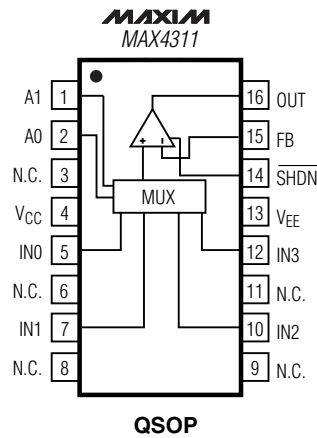 MAXIM
MAX4311
A1 1 16 OUT
A0 2 + - 15 FB
N.C. 3 14 S̅H̅D̅N̅
VCC 4 MUX 13 VEE
IN0 5 12 IN3
N.C. 6 11 N.C.
IN1 7 10 IN2
N.C. 8 9 N.C.
QSOP